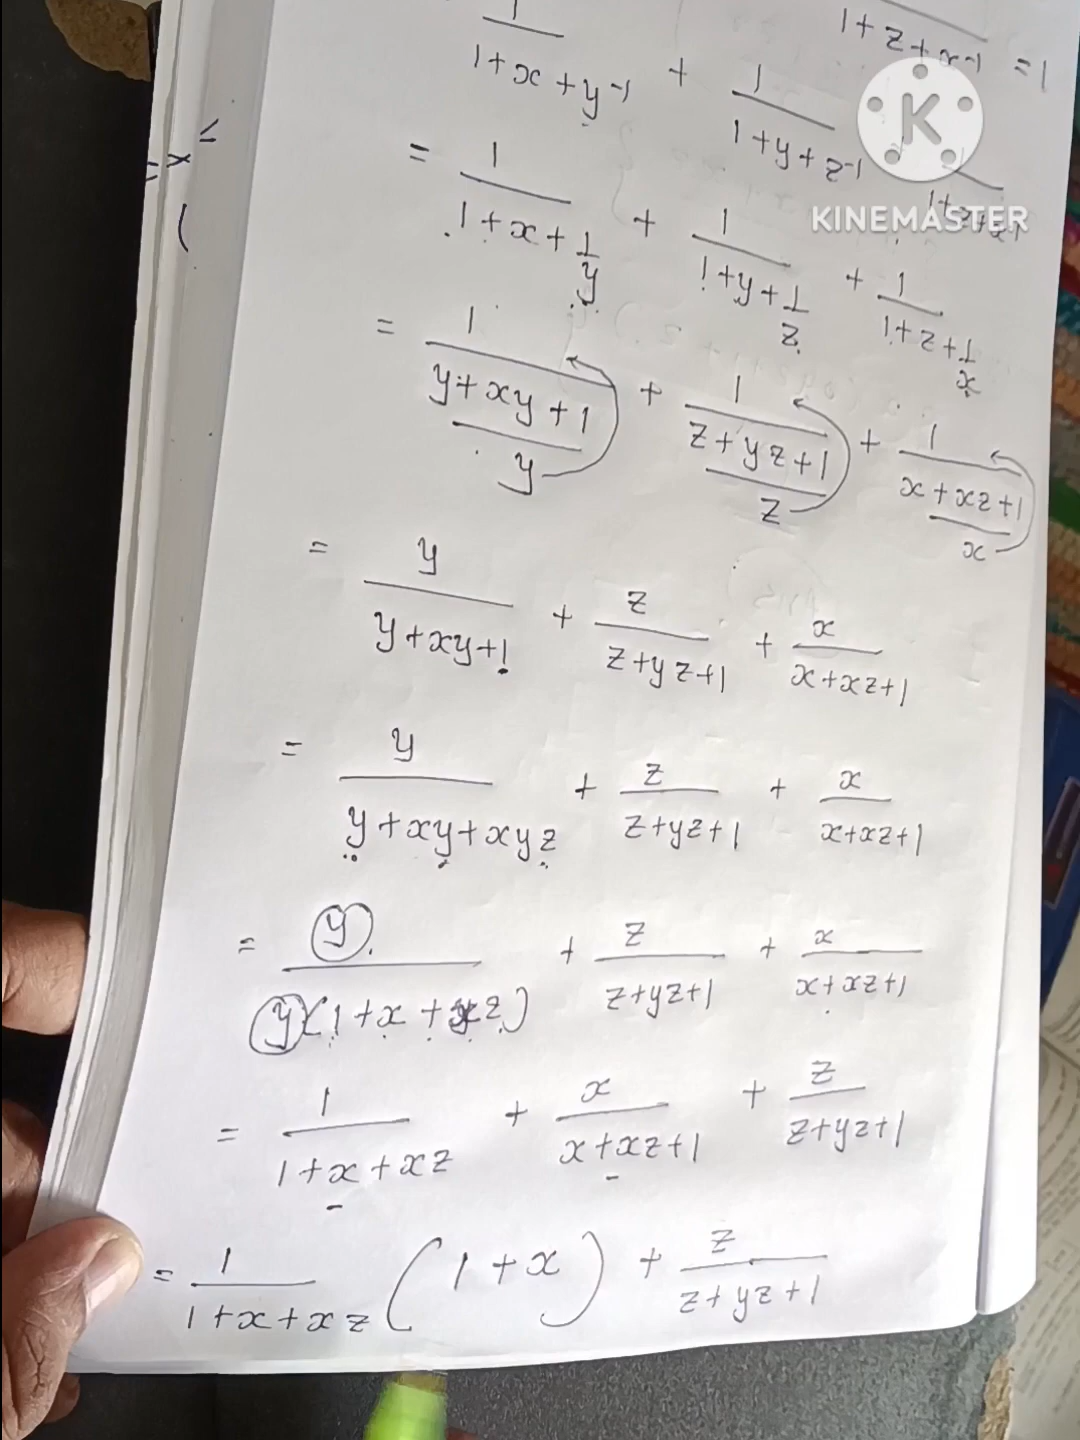 1/(1+x+y⁻¹) + 1/(1+y+z⁻¹) 1/(1+z+x⁻¹) = 1
K
KINEMASTER
= 1/(1+x+1/y) + 1/(1+y+1/z) + 1/(1+z+1/x)
= 1/((y+xy+1)/y) + 1/((z+yz+1)/z) + 1/((x+xz+1)/x)
= y/(y+xy+1) + z/(z+yz+1) + x/(x+xz+1)
= y/(y+xy+xyz) + z/(z+yz+1) + x/(x+xz+1)
= y/(y(1+x+xz)) + z/(z+yz+1) + x/(x+xz+1)
= 1/(1+x+xz) + x/(x+xz+1) + z/(z+yz+1)
= 1/(1+x+xz) (1+x) + z/(z+yz+1)